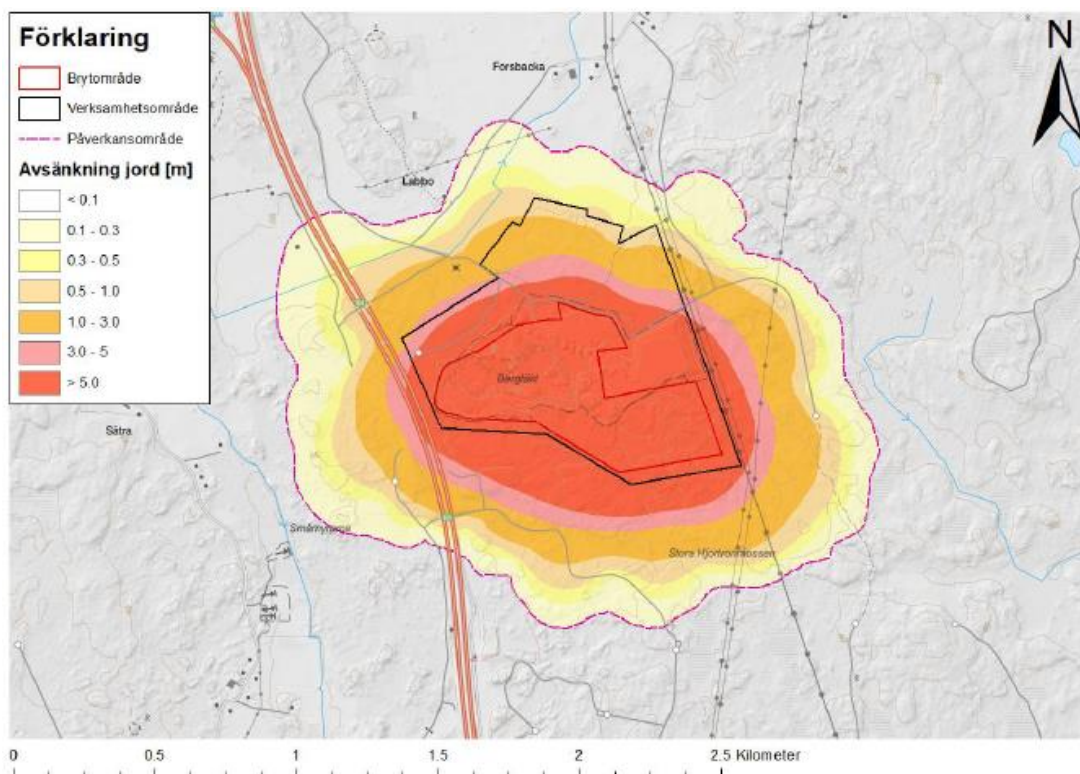 Förklaring
Brytområde
Verksamhetsområde
Påverkansområde
Avsänkning jord [m]
< 0.1
0.1 - 0.3
0.3 - 0.5
0.5 - 1.0
1.0 - 3.0
3.0 - 5
> 5.0
N
Forsbacka
Labbo
Bergtäkt
Sätra
Stora Hjortronmossen
0 0.5 1 1.5 2 2.5 Kilometer